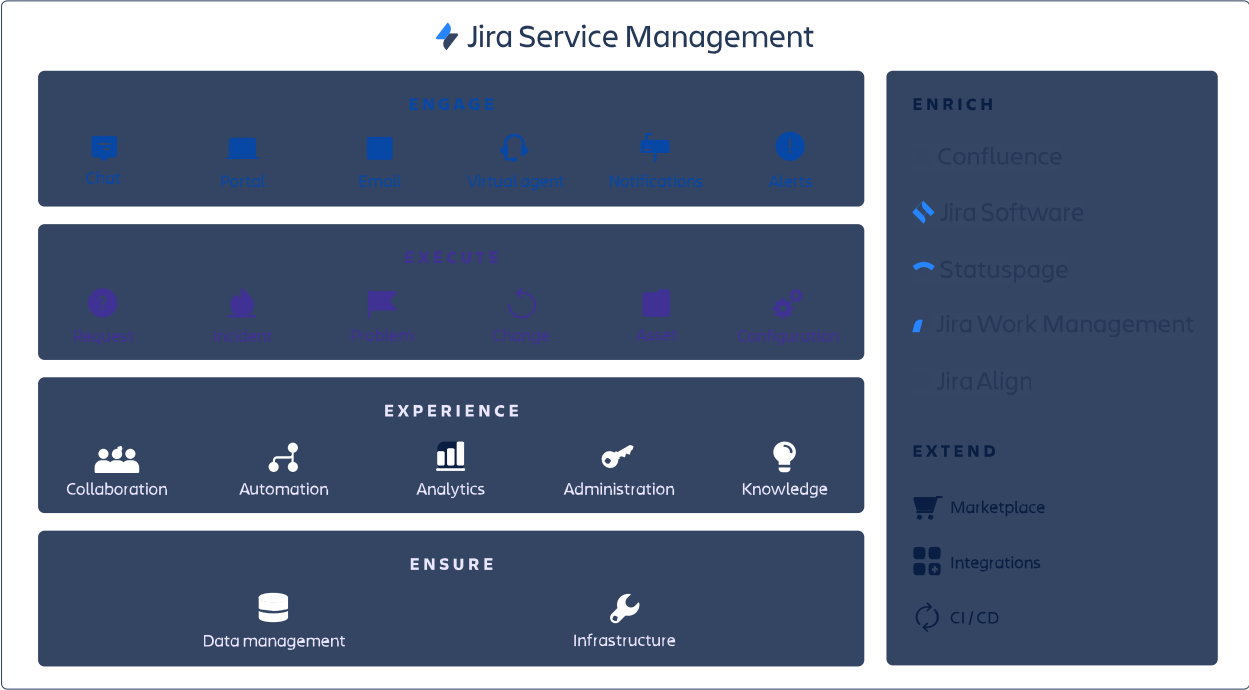 Jira Service Management
ENGAGE
Chat Portal Email Virtual agent Notifications Alerts
EXECUTE
Request Incident Problem Change Asset Configuration
EXPERIENCE
Collaboration Automation Analytics Administration Knowledge
ENSURE
Data management Infrastructure
ENRICH
Confluence
Jira Software
Statuspage
Jira Work Management
Jira Align
EXTEND
Marketplace
Integrations
CI/CD